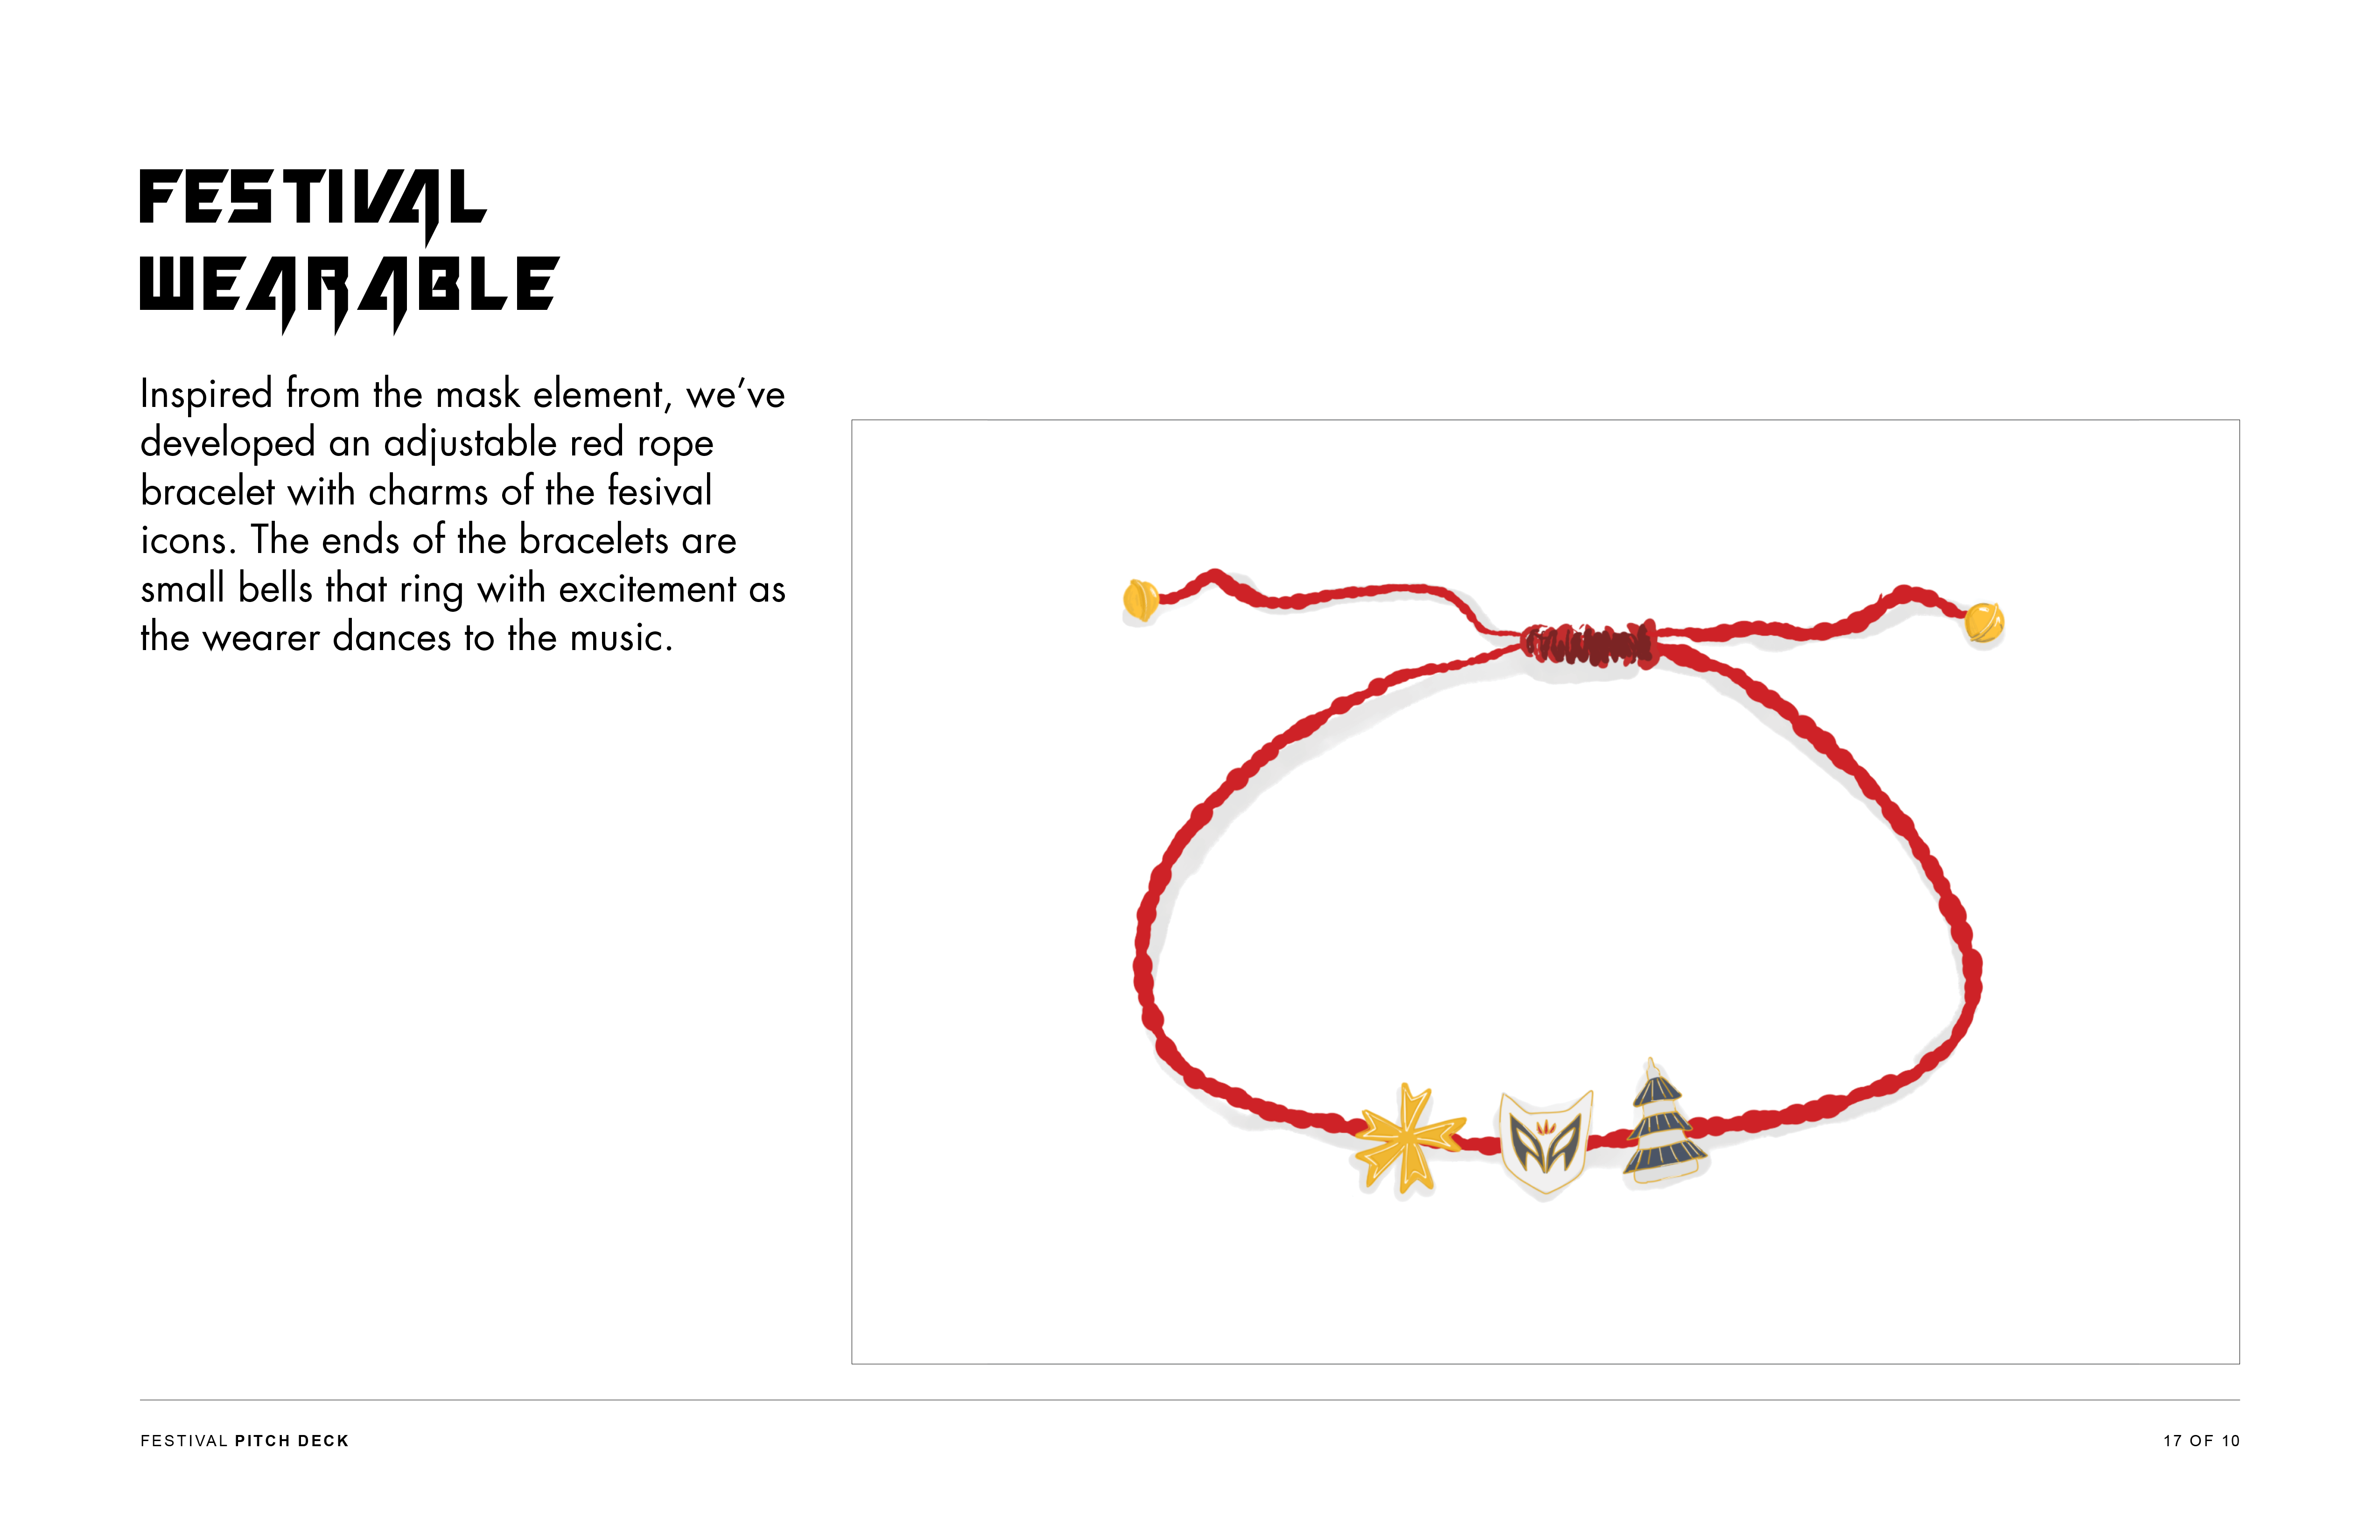 FESTIVAL
WEARABLE
Inspired from the mask element, we’ve
developed an adjustable red rope
bracelet with charms of the fesival
icons. The ends of the bracelets are
small bells that ring with excitement as
the wearer dances to the music.
FESTIVAL PITCH DECK
17 OF 10